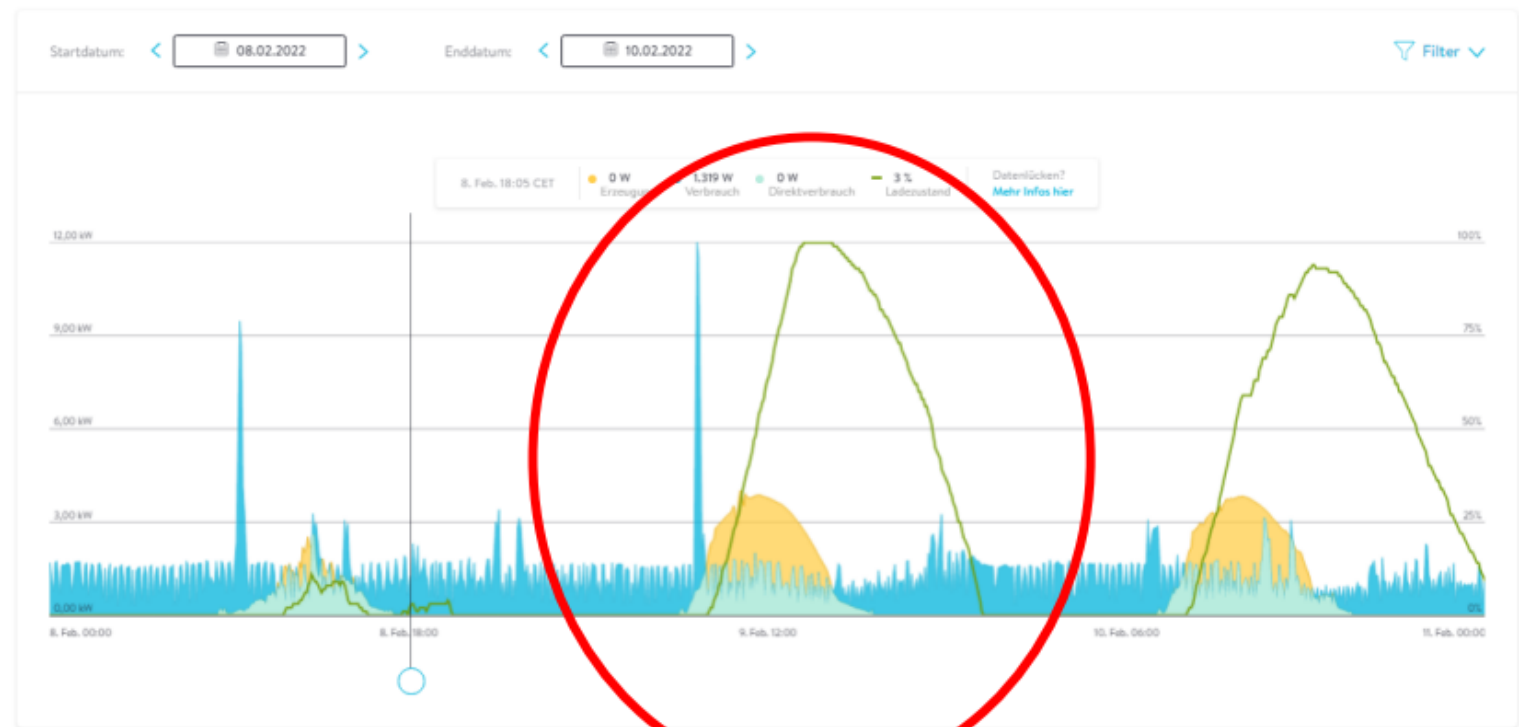 Startdatum: 08.02.2022 Enddatum: 10.02.2022 Filter
8. Feb. 18:05 CET 0 W 1.319 W 0 W 3 % Datenlücken?
Verbrauch Direktverbrauch Ladezustand Mehr Infos hier
12,00 kW 100%
9,00 kW 75%
6,00 kW 50%
3,00 kW 25%
0,00 kW 0%
8. Feb. 00:00 8. Feb. 18:00 9. Feb. 12:00 10. Feb. 06:00 11. Feb. 00:00